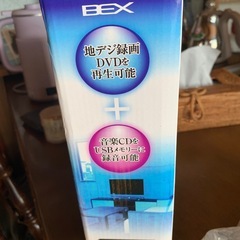 BEX
地デジ録画
DVDを
再生可能
+
音楽CDを
USBメモリーに
録音可能